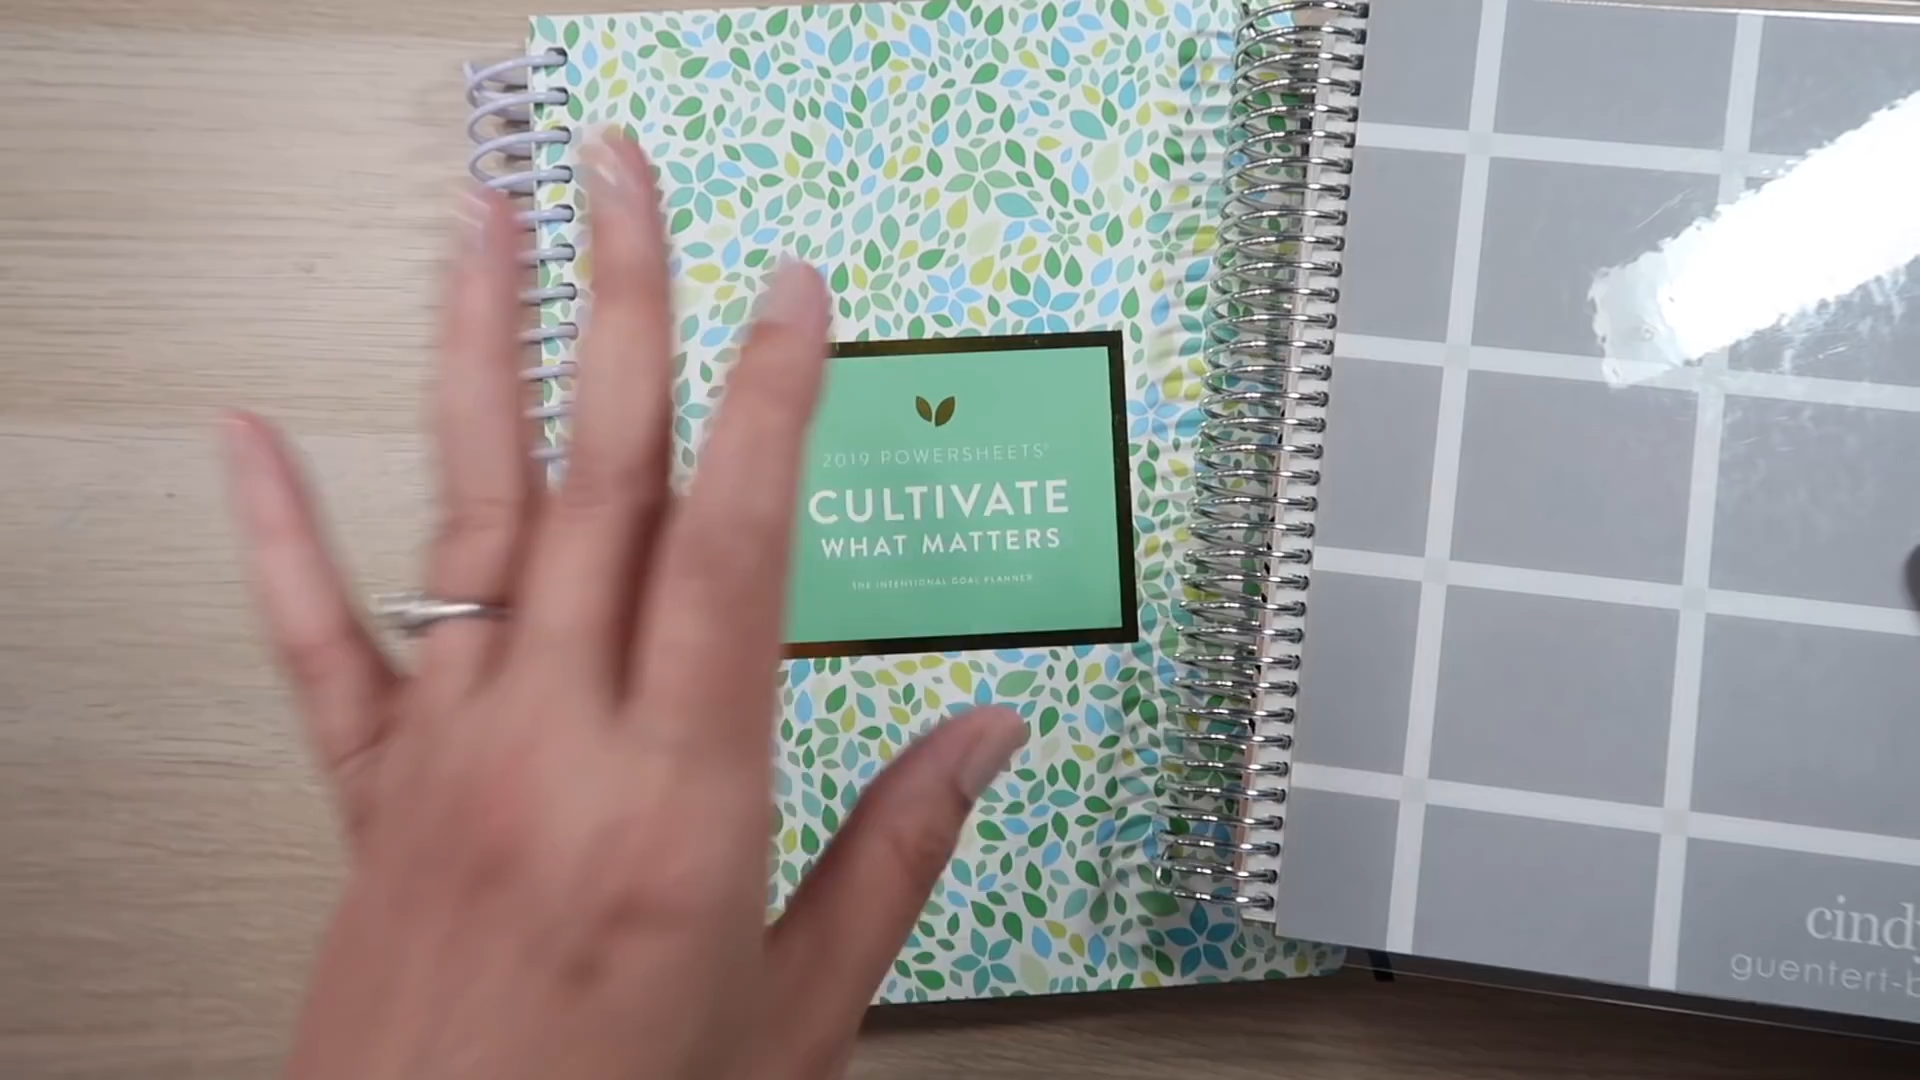 2019 POWERSHEETS®
CULTIVATE
WHAT MATTERS
THE INTENTIONAL GOAL PLANNER
cindy
guentert-b